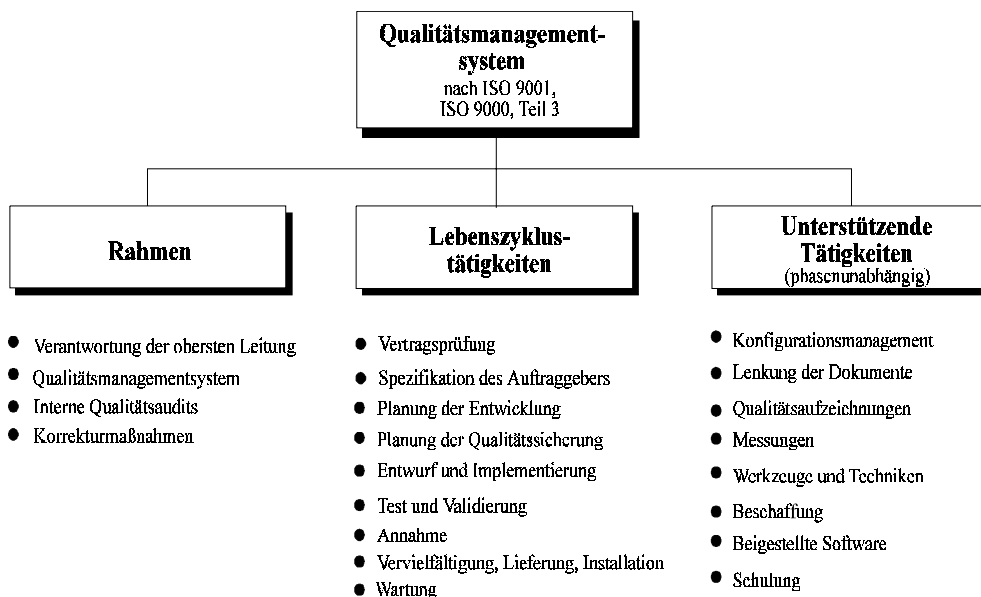 Qualitätsmanagement-
system
nach ISO 9001,
ISO 9000, Teil 3
Rahmen
Verantwortung der obersten Leitung
Qualitätsmanagementsystem
Interne Qualitätsaudits
Korrekturmaßnahmen
Lebenszyklus-
tätigkeiten
Vertragsprüfung
Spezifikation des Auftraggebers
Planung der Entwicklung
Planung der Qualitätssicherung
Entwurf und Implementierung
Test und Validierung
Annahme
Vervielfältigung, Lieferung, Installation
Wartung
Unterstützende
Tätigkeiten
(phasenunabhängig)
Konfigurationsmanagement
Lenkung der Dokumente
Qualitätsaufzeichnungen
Messungen
Werkzeuge und Techniken
Beschaffung
Beigestellte Software
Schulung